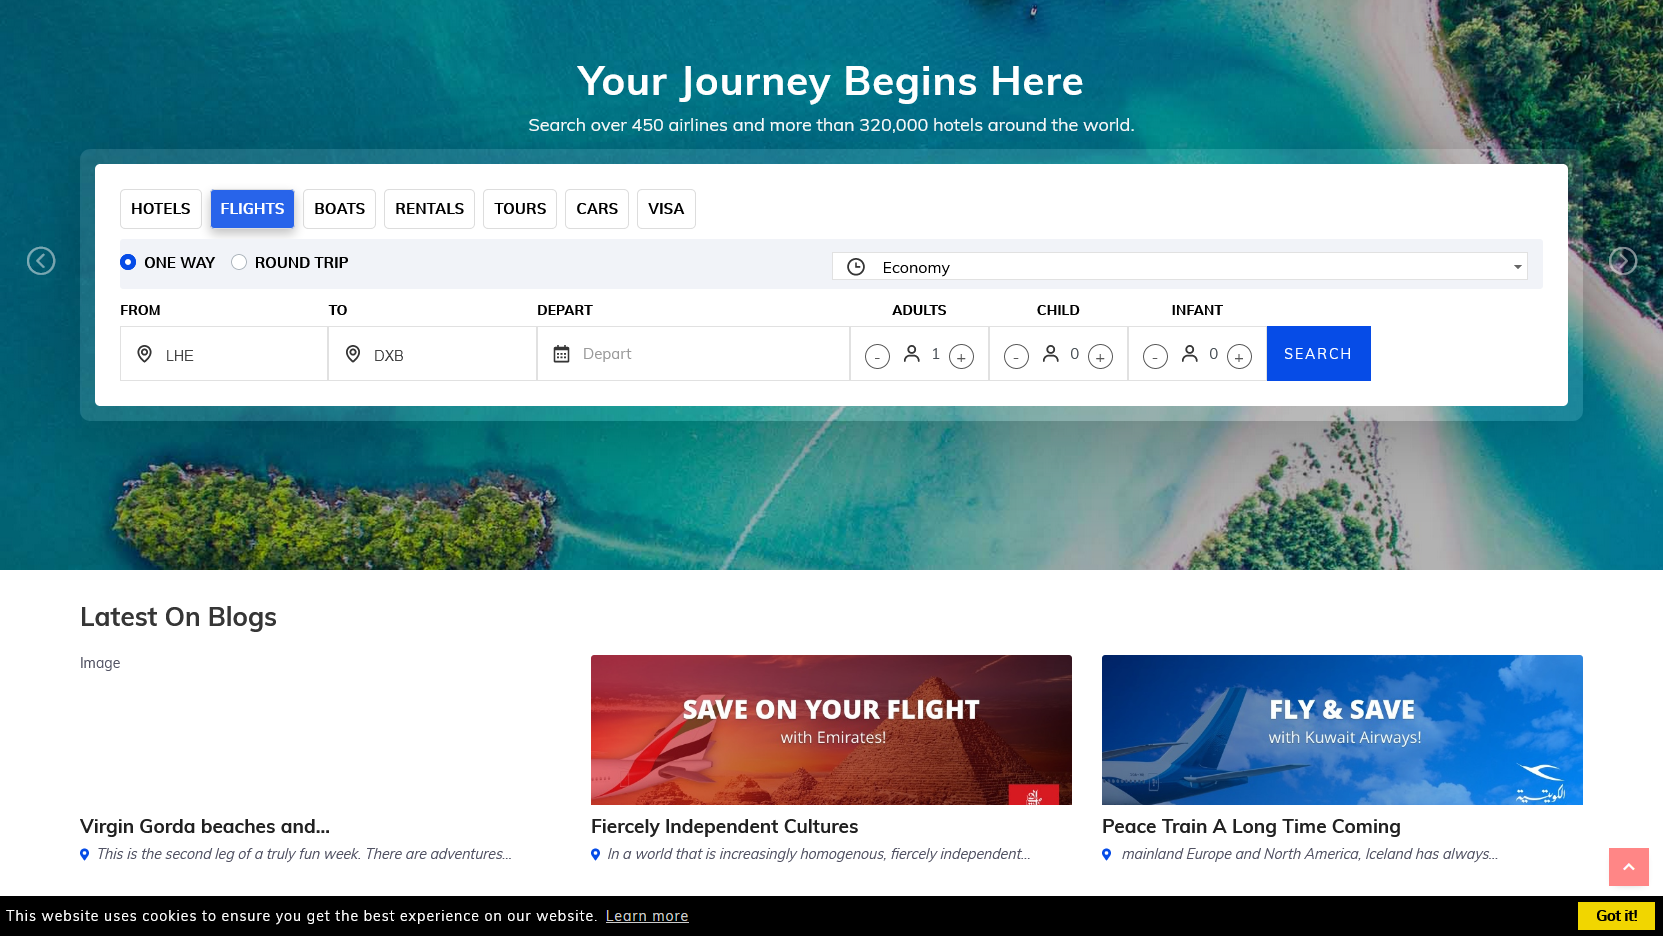 Your Journey Begins Here
Search over 450 airlines and more than 320,000 hotels around the world.
HOTELS FLIGHTS BOATS RENTALS TOURS CARS VISA
ONE WAY ROUND TRIP Economy
FROM TO DEPART ADULTS CHILD INFANT
LHE DXB Depart - 1 + - 0 + - 0 + SEARCH
Latest On Blogs
Image
SAVE ON YOUR FLIGHT
with Emirates!
FLY & SAVE
with Kuwait Airways!
الكويتية
Virgin Gorda beaches and...
This is the second leg of a truly fun week. There are adventures...
Fiercely Independent Cultures
In a world that is increasingly homogenous, fiercely independent...
Peace Train A Long Time Coming
mainland Europe and North America, Iceland has always...
This website uses cookies to ensure you get the best experience on our website. Learn more
Got it!